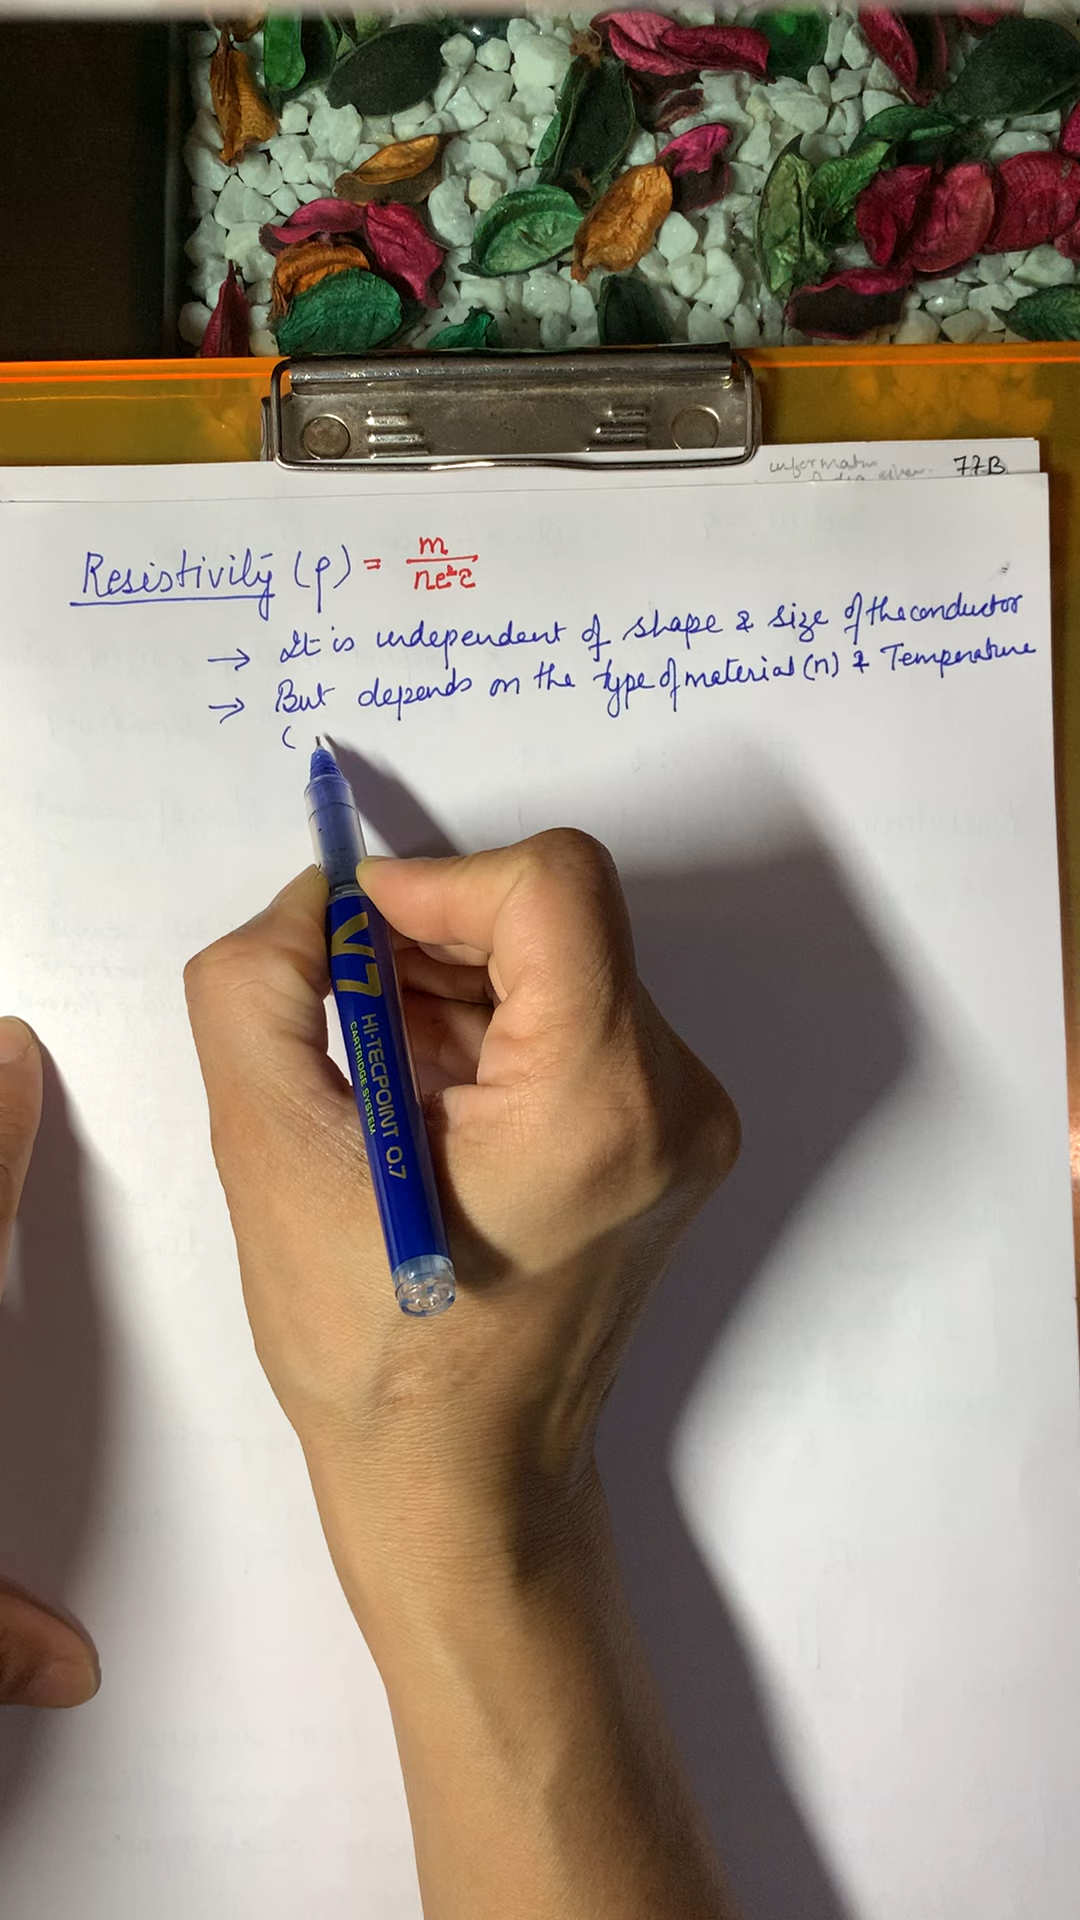 77B
Resistivity (ρ) = m/ne²τ
→ It is independent of shape & size of the conductor
→ But depends on the type of material (n) & Temperature
(
V7
HI-TECPOINT 0.7
CARTRIDGE SYSTEM